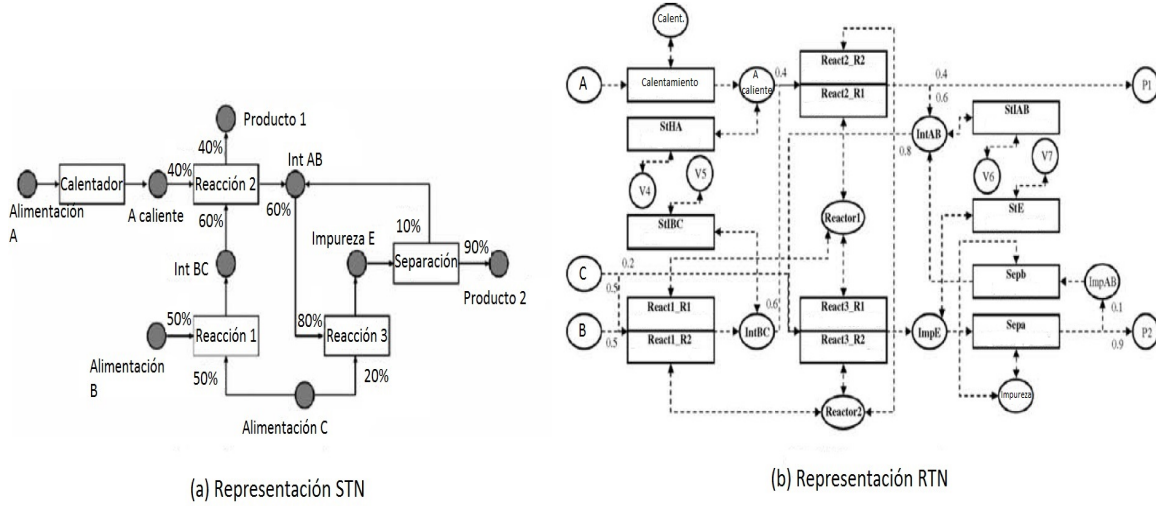 Producto 1
40%
Int AB
40%
Calentador
Reacción 2
60%
Alimentación
A
A caliente
60%
10%
Impureza E
Separación
90%
Producto 2
Int BC
50%
Reacción 1
80%
Reacción 3
Alimentación
B
50%
20%
Alimentación C
(a) Representación STN
Calent.
A
Calentamiento
A
caliente
0.4
React2_R2
React2_R1
0.4
0.6
P1
StHA
IntAB
StIAB
0.8
V4
V5
V6
V7
StIBC
Reactor1
StE
C
0.2
0.5
Sepb
ImpAB
B
0.5
React1_R1
React1_R2
IntBC
0.6
React3_R1
React3_R2
ImpE
Sepa
0.1
0.9
P2
Reactor2
Impureza
(b) Representación RTN